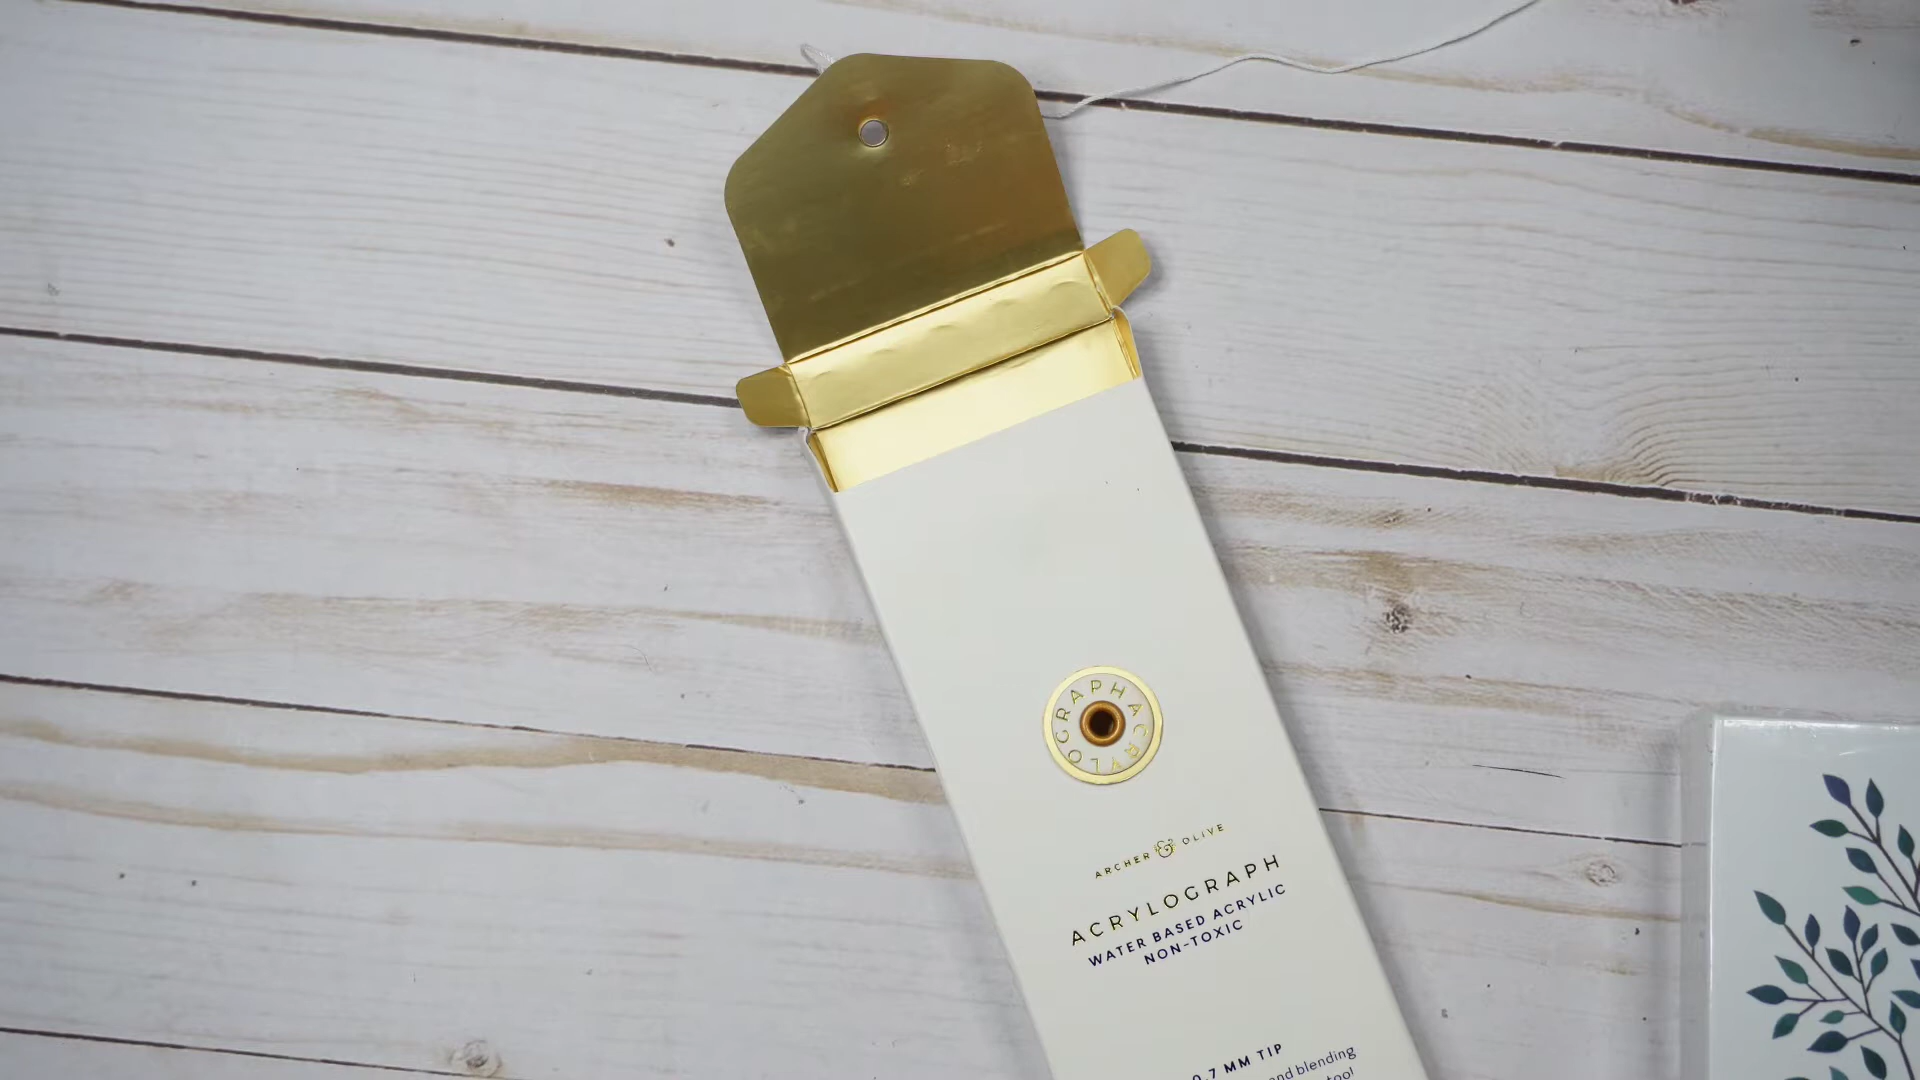 ACRYLOGRAPH
ARCHER & OLIVE
ACRYLOGRAPH
WATER BASED ACRYLIC
NON-TOXIC
0.7 MM TIP
and blending
tool